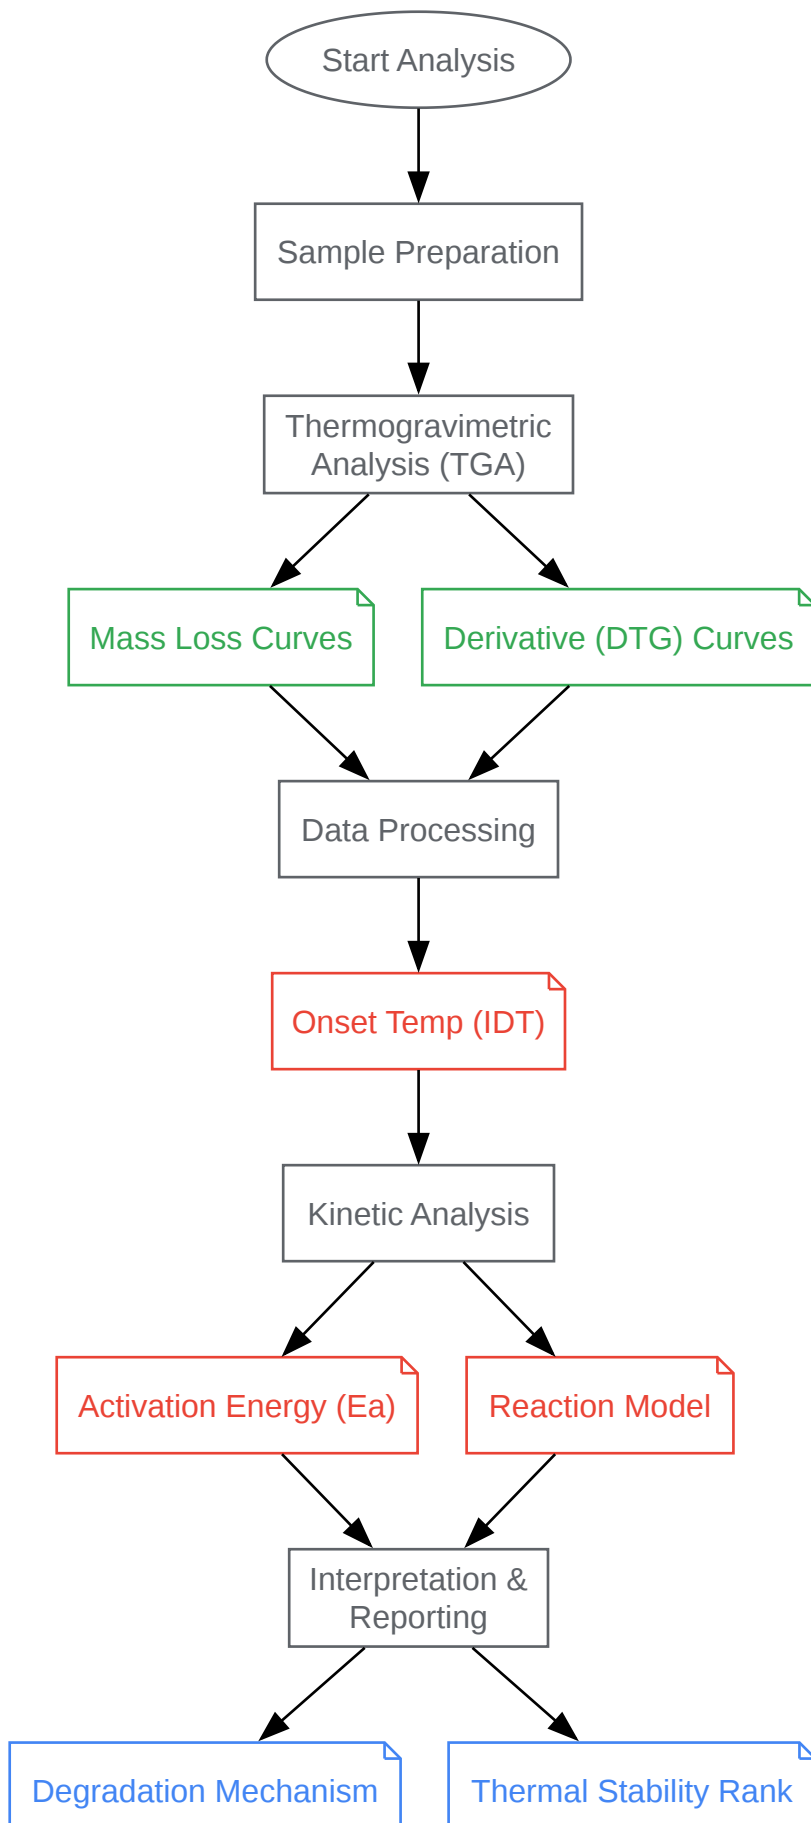 Start Analysis
Sample Preparation
Thermogravimetric
Analysis (TGA)
Mass Loss Curves
Derivative (DTG) Curves
Data Processing
Onset Temp (IDT)
Kinetic Analysis
Activation Energy (Ea)
Reaction Model
Interpretation &
Reporting
Degradation Mechanism
Thermal Stability Rank